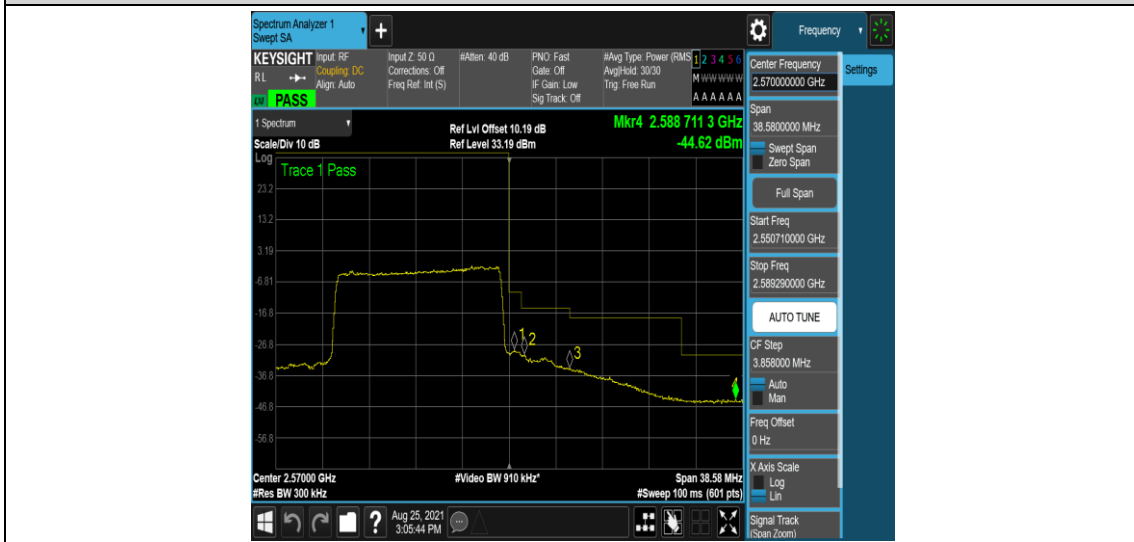 Spectrum Analyzer 1
Swept SA
+
Frequency
KEYSIGHT
RL
LXI
PASS
Input: RF
Coupling: DC
Align: Auto
Input Z: 50 Ω
Corrections: Off
Freq Ref: Int (S)
#Atten: 40 dB
PNO: Fast
Gate: Off
IF Gain: Low
Sig Track: Off
#Avg Type: Power (RMS
Avg|Hold: 30/30
Trig: Free Run
1 2 3 4 5 6
M W W W W W
A A A A A A
1 Spectrum
Scale/Div 10 dB
Ref Lvl Offset 10.19 dB
Ref Level 33.19 dBm
Mkr4 2.588 711 3 GHz
-44.62 dBm
Log
Trace 1 Pass
23.2
13.2
3.19
-6.81
-16.8
-26.8
-36.8
-46.8
-56.8
1
2
3
4
Center 2.57000 GHz
#Res BW 300 kHz
#Video BW 910 kHz*
Span 38.58 MHz
#Sweep 100 ms (601 pts)
Center Frequency
2.570000000 GHz
Settings
Span
38.5800000 MHz
Swept Span
Zero Span
Full Span
Start Freq
2.550710000 GHz
Stop Freq
2.589290000 GHz
AUTO TUNE
CF Step
3.858000 MHz
Auto
Man
Freq Offset
0 Hz
X Axis Scale
Log
Lin
Signal Track
(Span Zoom)
?
Aug 25, 2021
3:05:44 PM